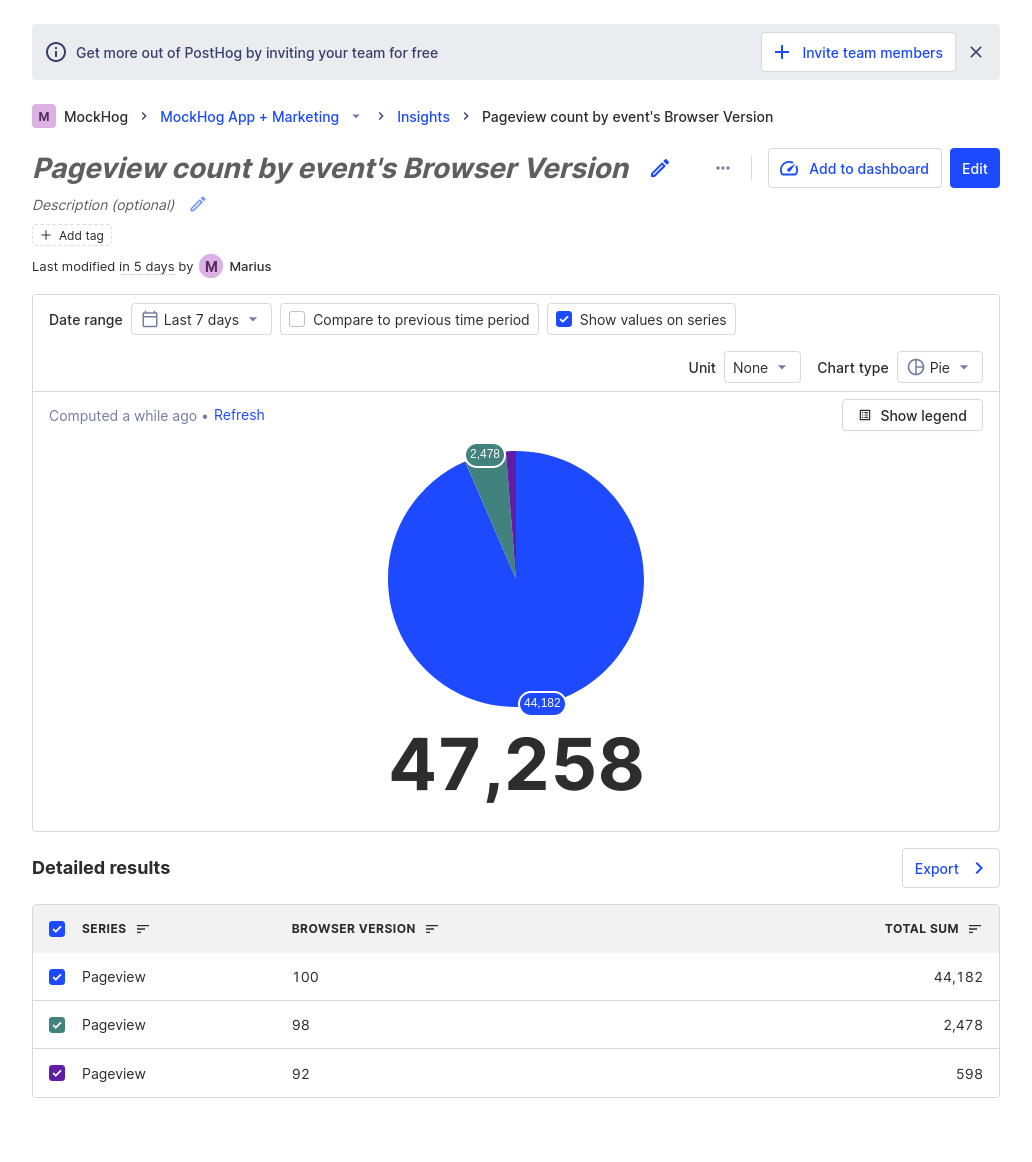 Get more out of PostHog by inviting your team for free
Invite team members
M MockHog MockHog App + Marketing Insights Pageview count by event's Browser Version
Pageview count by event's Browser Version
Add to dashboard
Edit
Description (optional)
Add tag
Last modified in 5 days by M Marius
Date range Last 7 days Compare to previous time period Show values on series
Unit None Chart type Pie
Computed a while ago • Refresh
Show legend
2,478
44,182
47,258
Detailed results
Export
SERIES BROWSER VERSION TOTAL SUM
Pageview 100 44,182
Pageview 98 2,478
Pageview 92 598